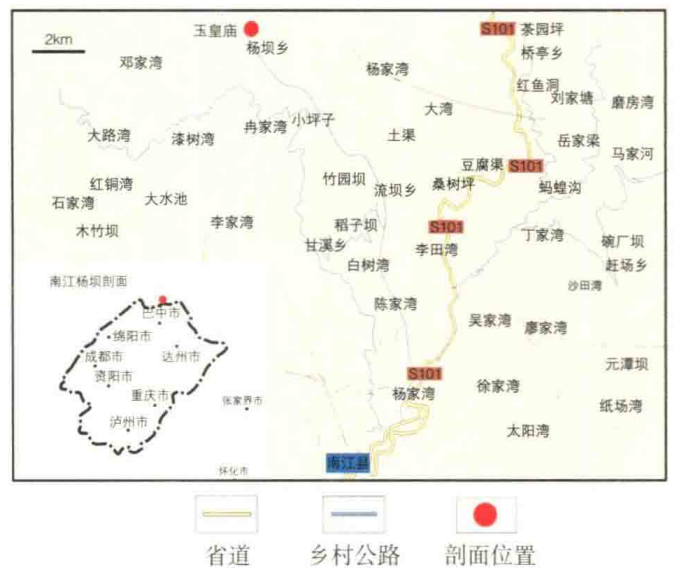 玉皇庙
S101 茶园坪
2km
杨坝乡
桥亭乡
邓家湾
杨家湾
红鱼洞
刘家塘
磨房湾
大湾
小坪子
冉家湾
大路湾
漆树湾
土渠
岳家梁
马家河
豆腐渠
S101
竹园坝
桑树坪
流坝乡
蚂蝗沟
红铜湾
石家湾
大水池
李家湾
稻子坝
S101
木竹坝
甘溪乡
李田湾
丁家湾
碗厂坝
白树湾
赶场乡
南江杨坝剖面
沙田湾
陈家湾
巴中市
吴家湾
廖家湾
绵阳市
成都市
达州市
资阳市
S101
元潭坝
重庆市
张家界市
杨家湾
徐家湾
纸场湾
泸州市
太阳湾
南江县
怀化市
省道
乡村公路
剖面位置